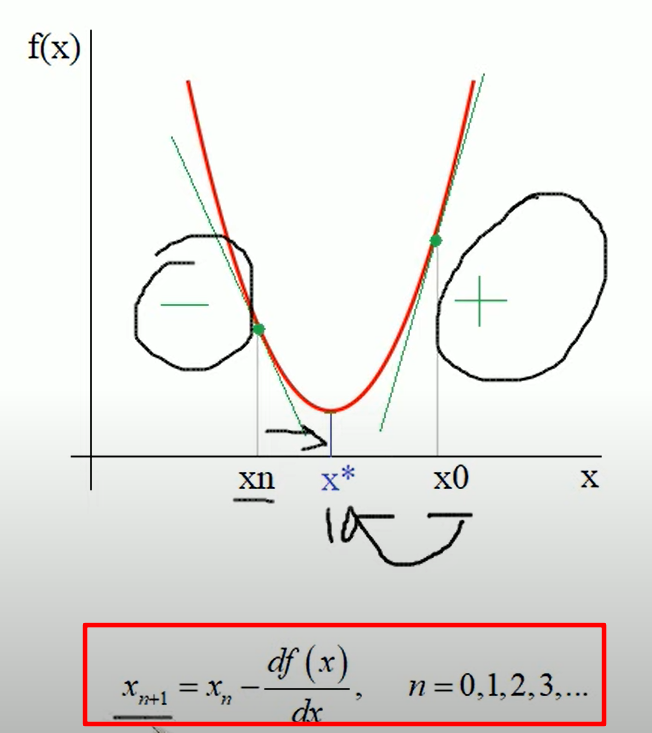 f(x)
− +
xn x* x0 x
10
x_{n+1} = x_n − df(x)/dx, n = 0,1,2,3,...